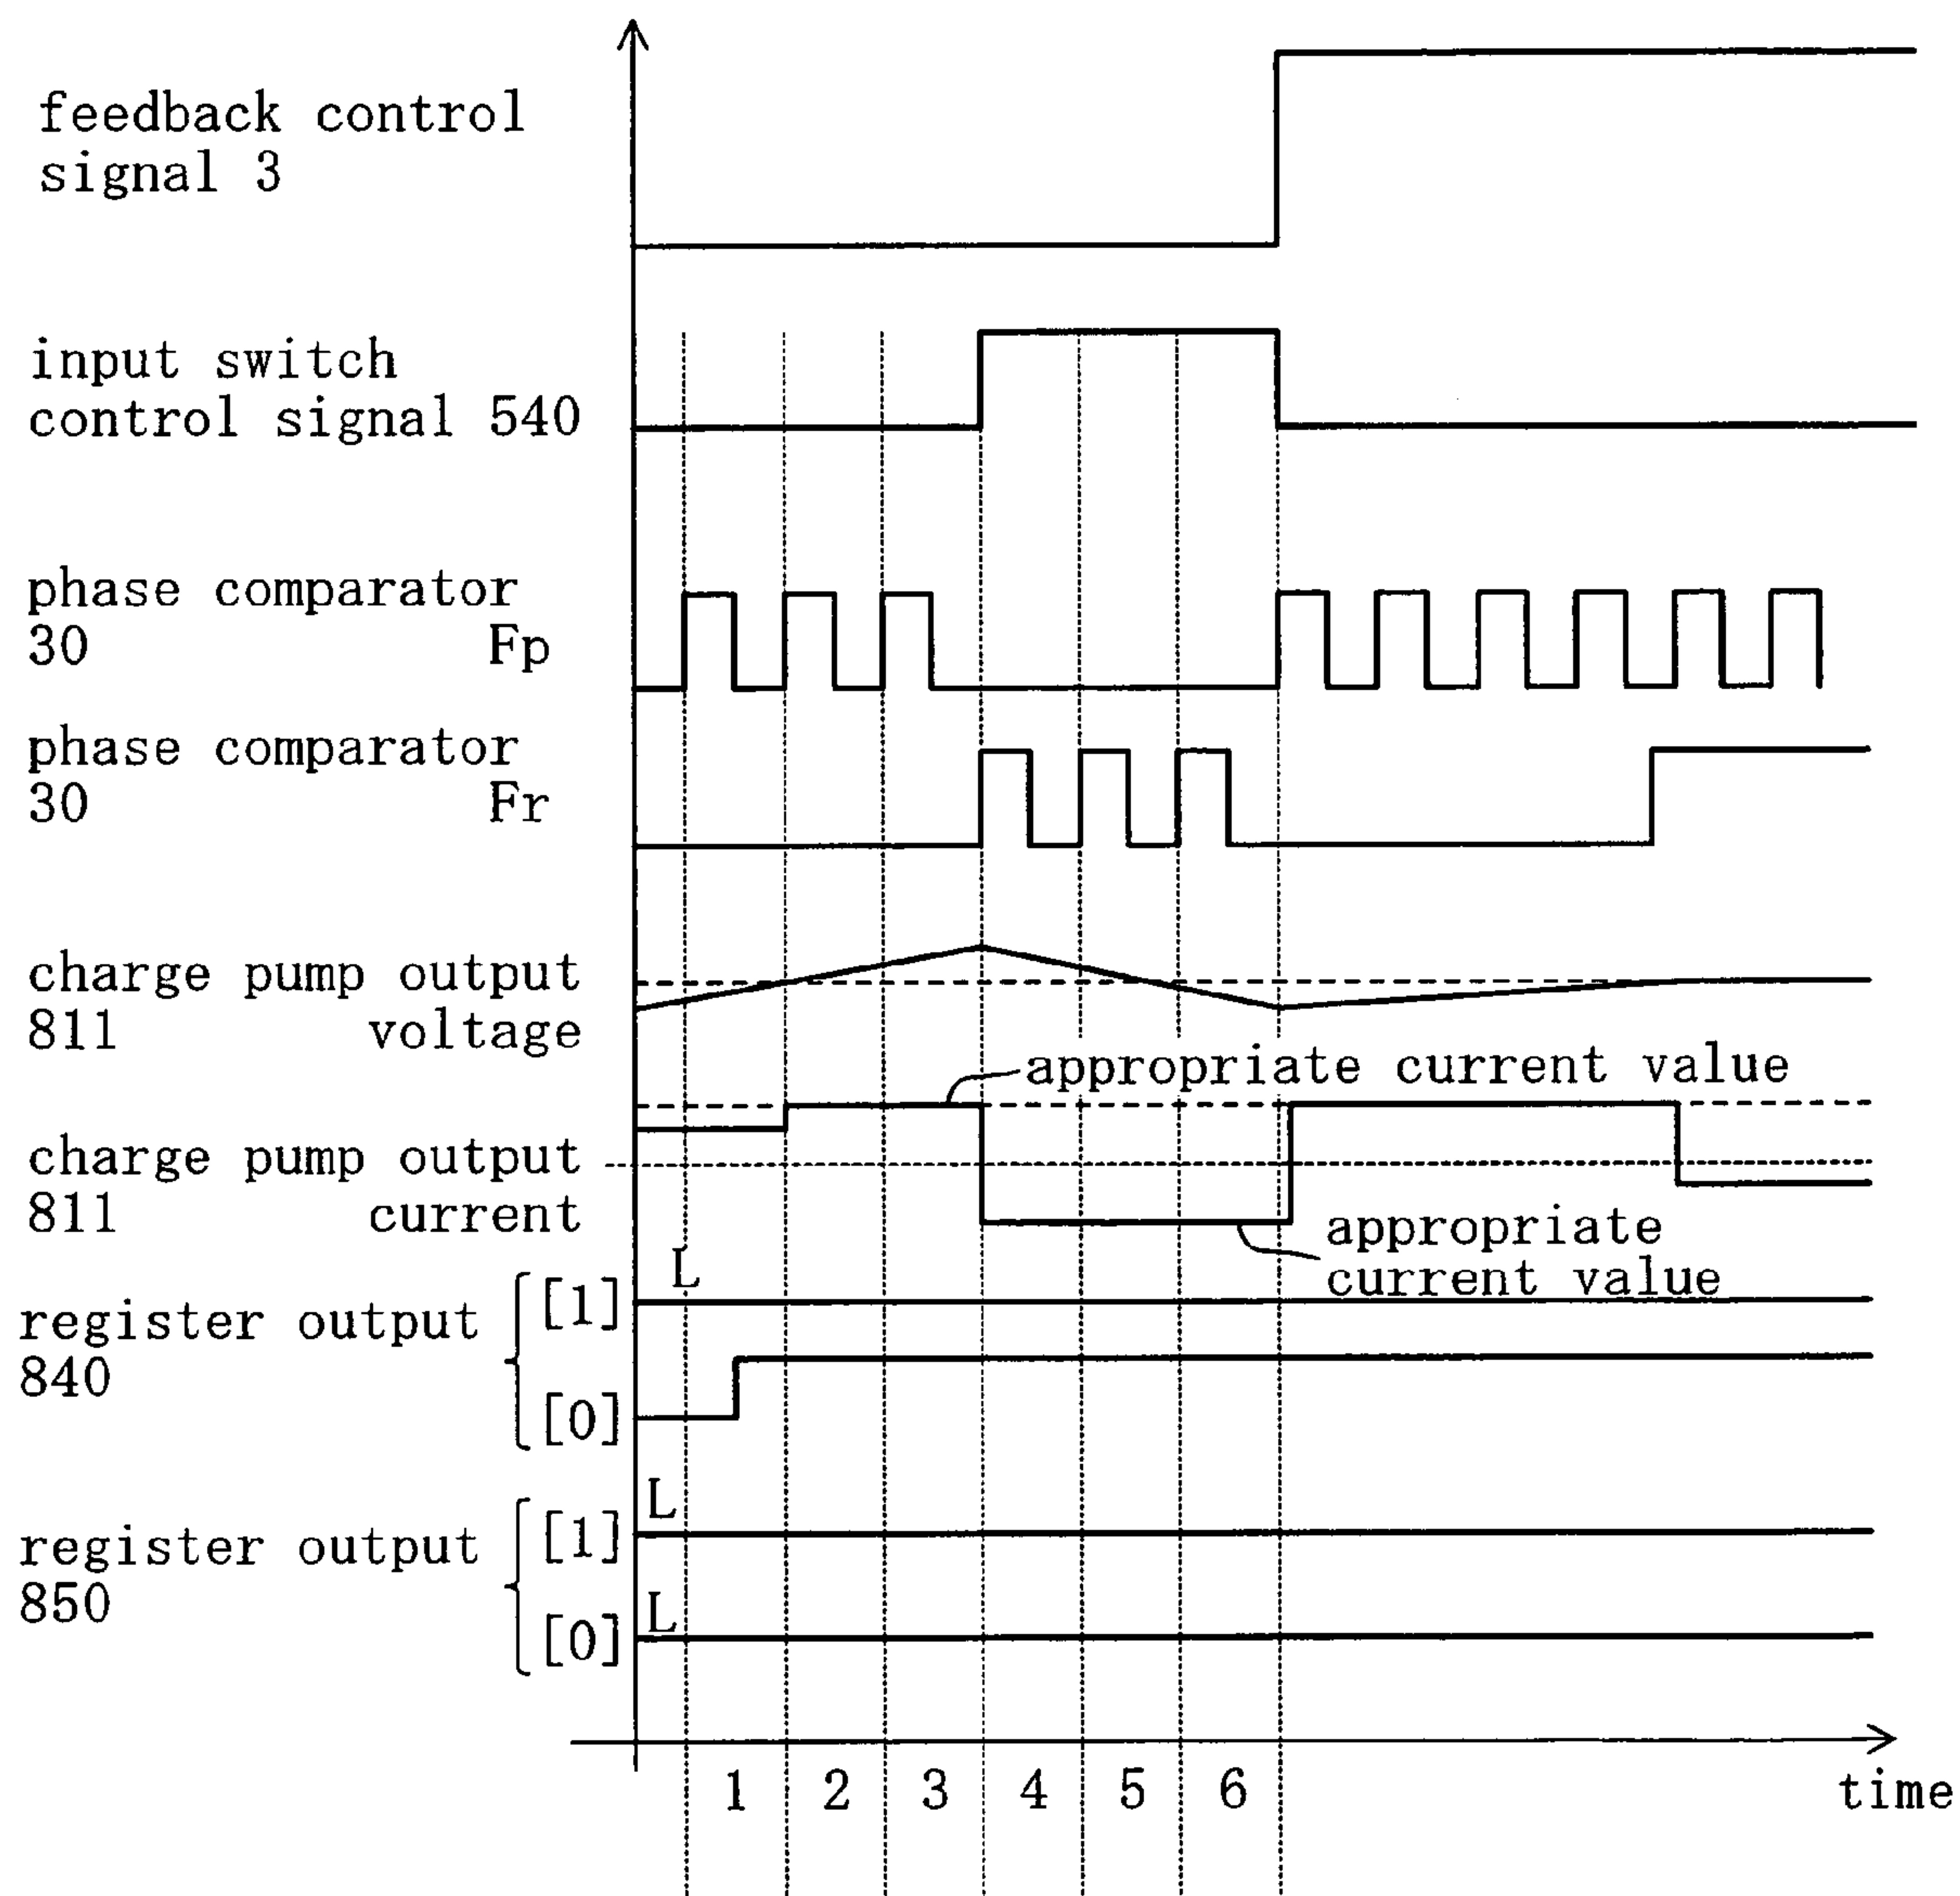 feedback control
signal 3
input switch
control signal 540
phase comparator
30 Fp
phase comparator
30 Fr
charge pump output
811 voltage
appropriate current value
charge pump output
811 current
appropriate
current value
L
register output
840
[1]
[0]
L
register output
850
[1]
L
[0]
1 2 3 4 5 6
time